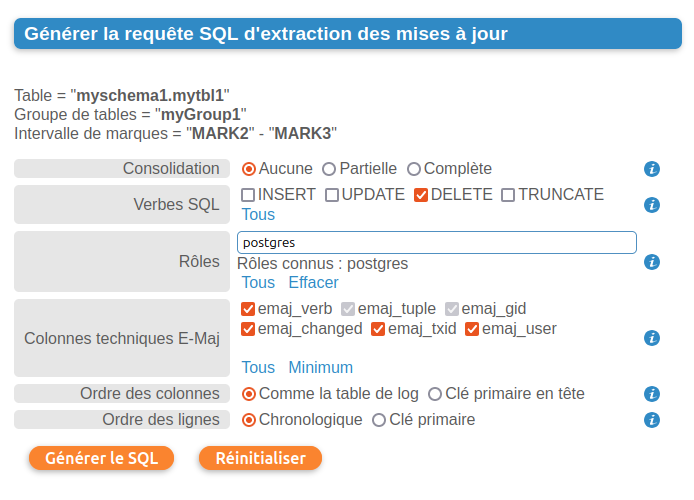 Générer la requête SQL d'extraction des mises à jour
Table = "myschema1.mytbl1"
Groupe de tables = "myGroup1"
Intervalle de marques = "MARK2" - "MARK3"
Consolidation Aucune Partielle Complète
Verbes SQL INSERT UPDATE DELETE TRUNCATE
Tous
postgres
Rôles Rôles connus : postgres
Tous Effacer
emaj_verb emaj_tuple emaj_gid
Colonnes techniques E-Maj emaj_changed emaj_txid emaj_user
Tous Minimum
Ordre des colonnes Comme la table de log Clé primaire en tête
Ordre des lignes Chronologique Clé primaire
Générer le SQL Réinitialiser